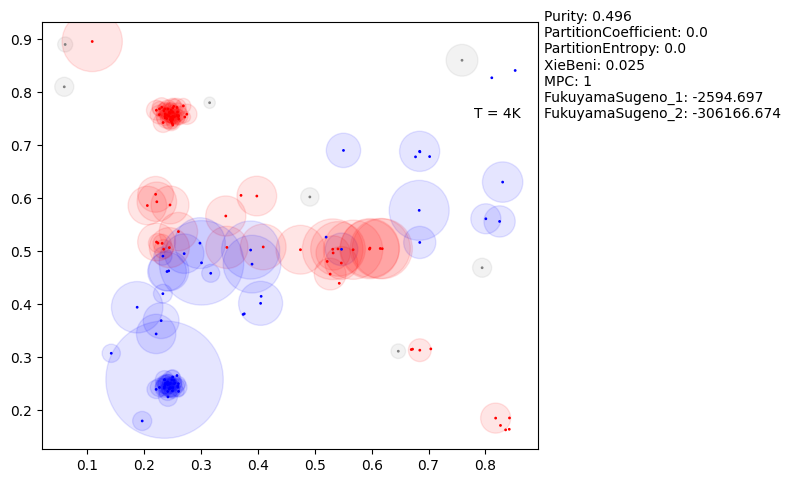 Purity: 0.496
PartitionCoefficient: 0.0
PartitionEntropy: 0.0
XieBeni: 0.025
MPC: 1
FukuyamaSugeno_1: -2594.697
FukuyamaSugeno_2: -306166.674
T = 4K
0.9
0.8
0.7
0.6
0.5
0.4
0.3
0.2
0.1 0.2 0.3 0.4 0.5 0.6 0.7 0.8